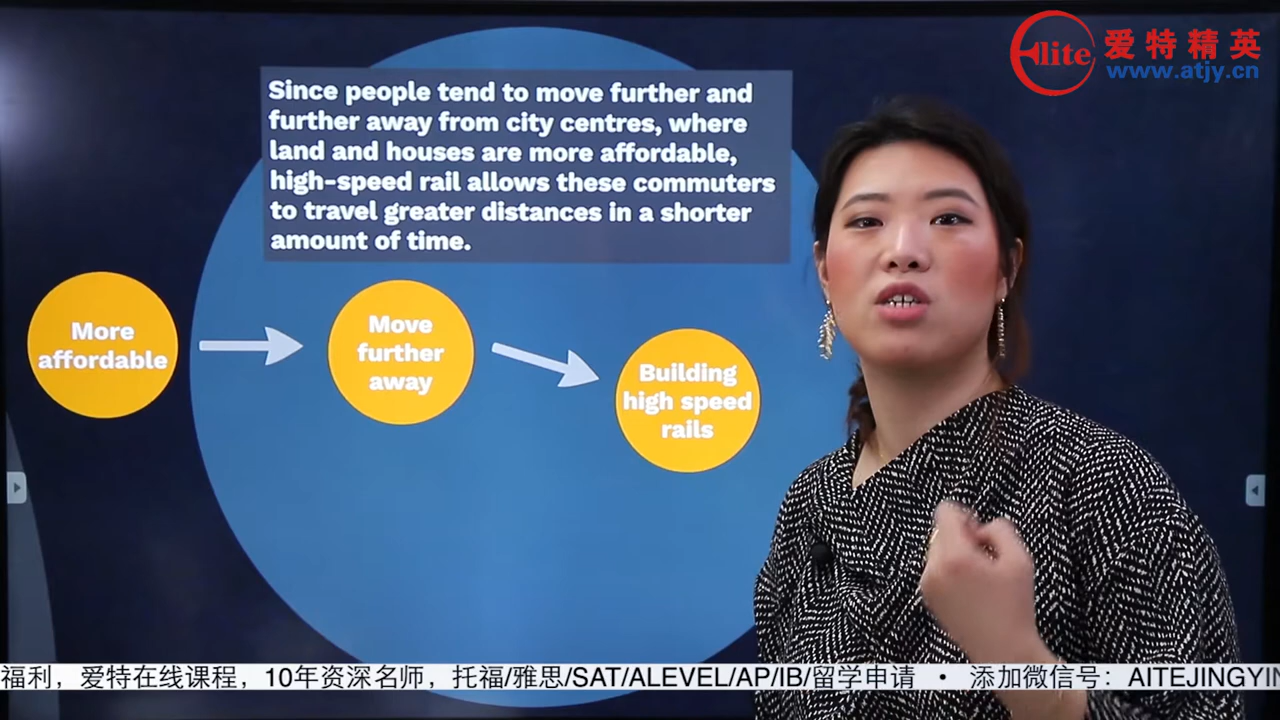 Elite 爱特精英
www.atjy.cn
Since people tend to move further and
further away from city centres, where
land and houses are more affordable,
high-speed rail allows these commuters
to travel greater distances in a shorter
amount of time.
More
affordable
Move
further
away
Building
high speed
rails
福利，爱特在线课程，10年资深名师，托福/雅思/SAT/ALEVEL/AP/IB/留学申请 • 添加微信号：AITEJINGYIN